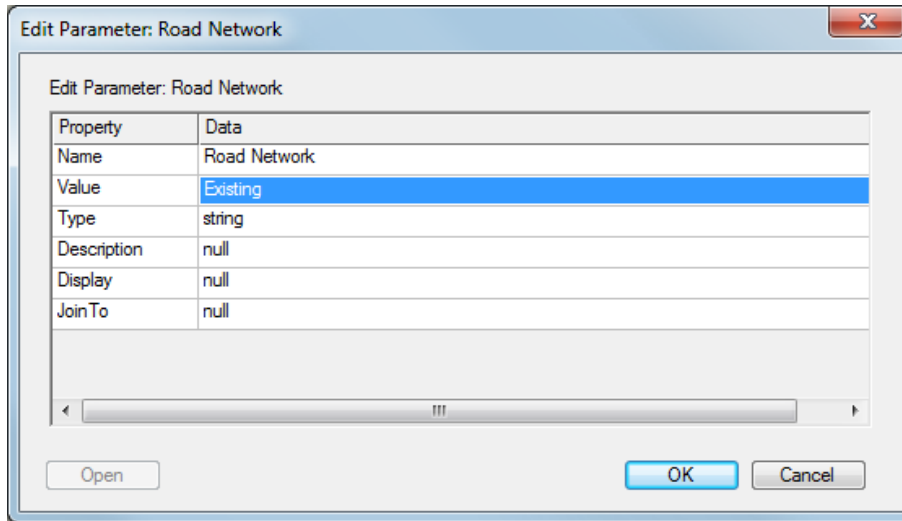 Edit Parameter: Road Network
Edit Parameter: Road Network
Property Data
Name Road Network
Value Existing
Type string
Description null
Display null
JoinTo null
Open OK Cancel